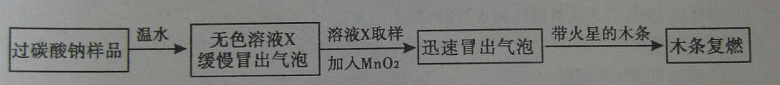 过碳酸钠样品
温水
无色溶液X
缓慢冒出气泡
溶液X取样
加入MnO₂
迅速冒出气泡
带火星的木条
木条复燃